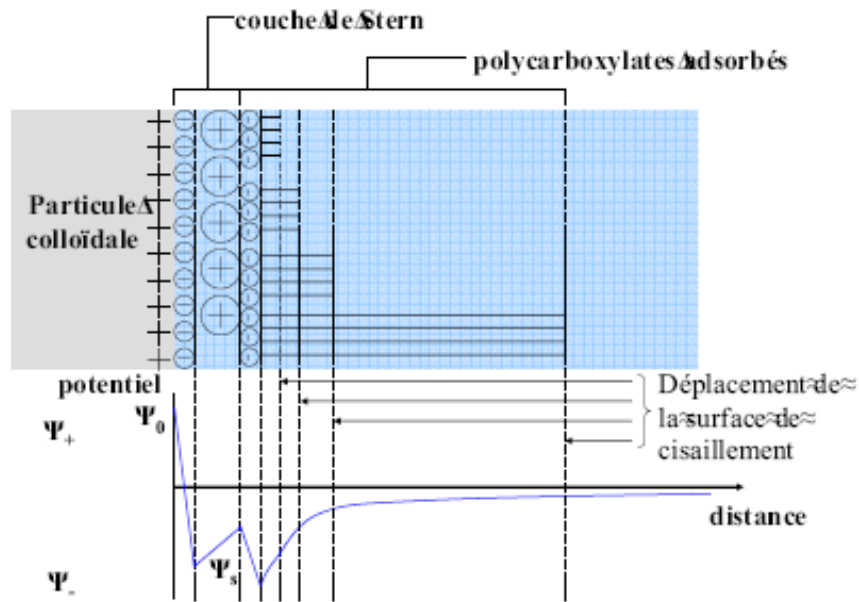 couche∆de∆Stern
polycarboxylates∆adsorbés
Particule∆
colloïdale
potentiel
Ψ₀
Ψ₊
Déplacement≈de≈
la≈surface≈de≈
cisaillement
distance
Ψₛ
Ψ₋